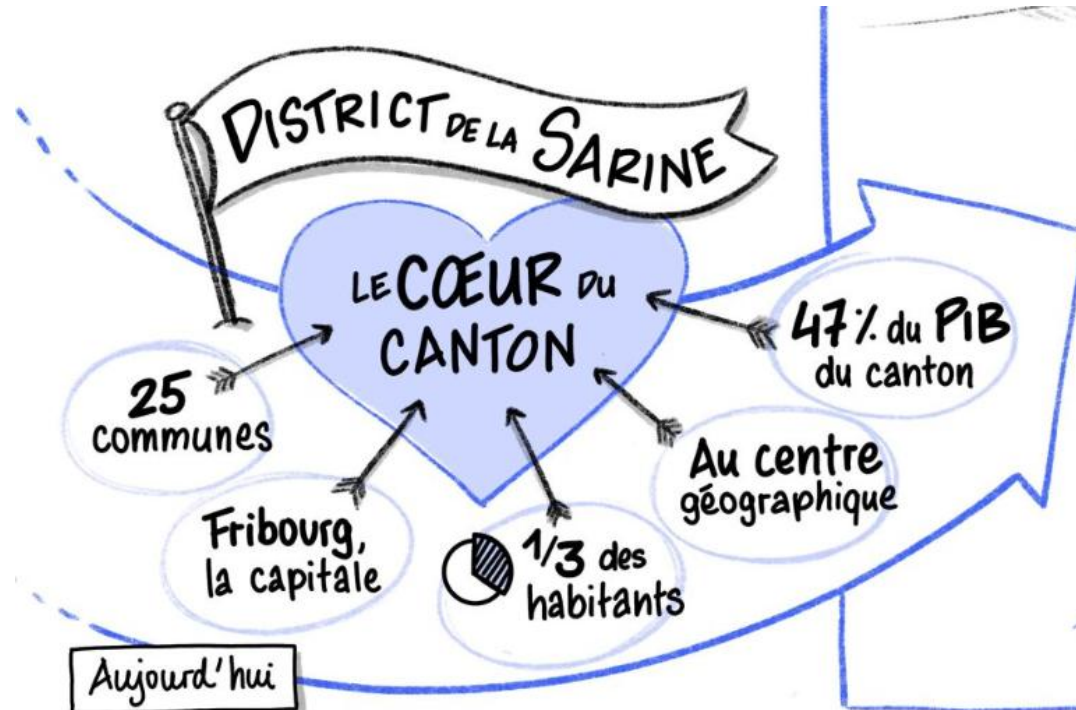 DISTRICT DE LA SARINE
LE CŒUR DU
CANTON
25
communes
Fribourg,
la capitale
1/3 des
habitants
Au centre
géographique
47% du PIB
du canton
Aujourd'hui